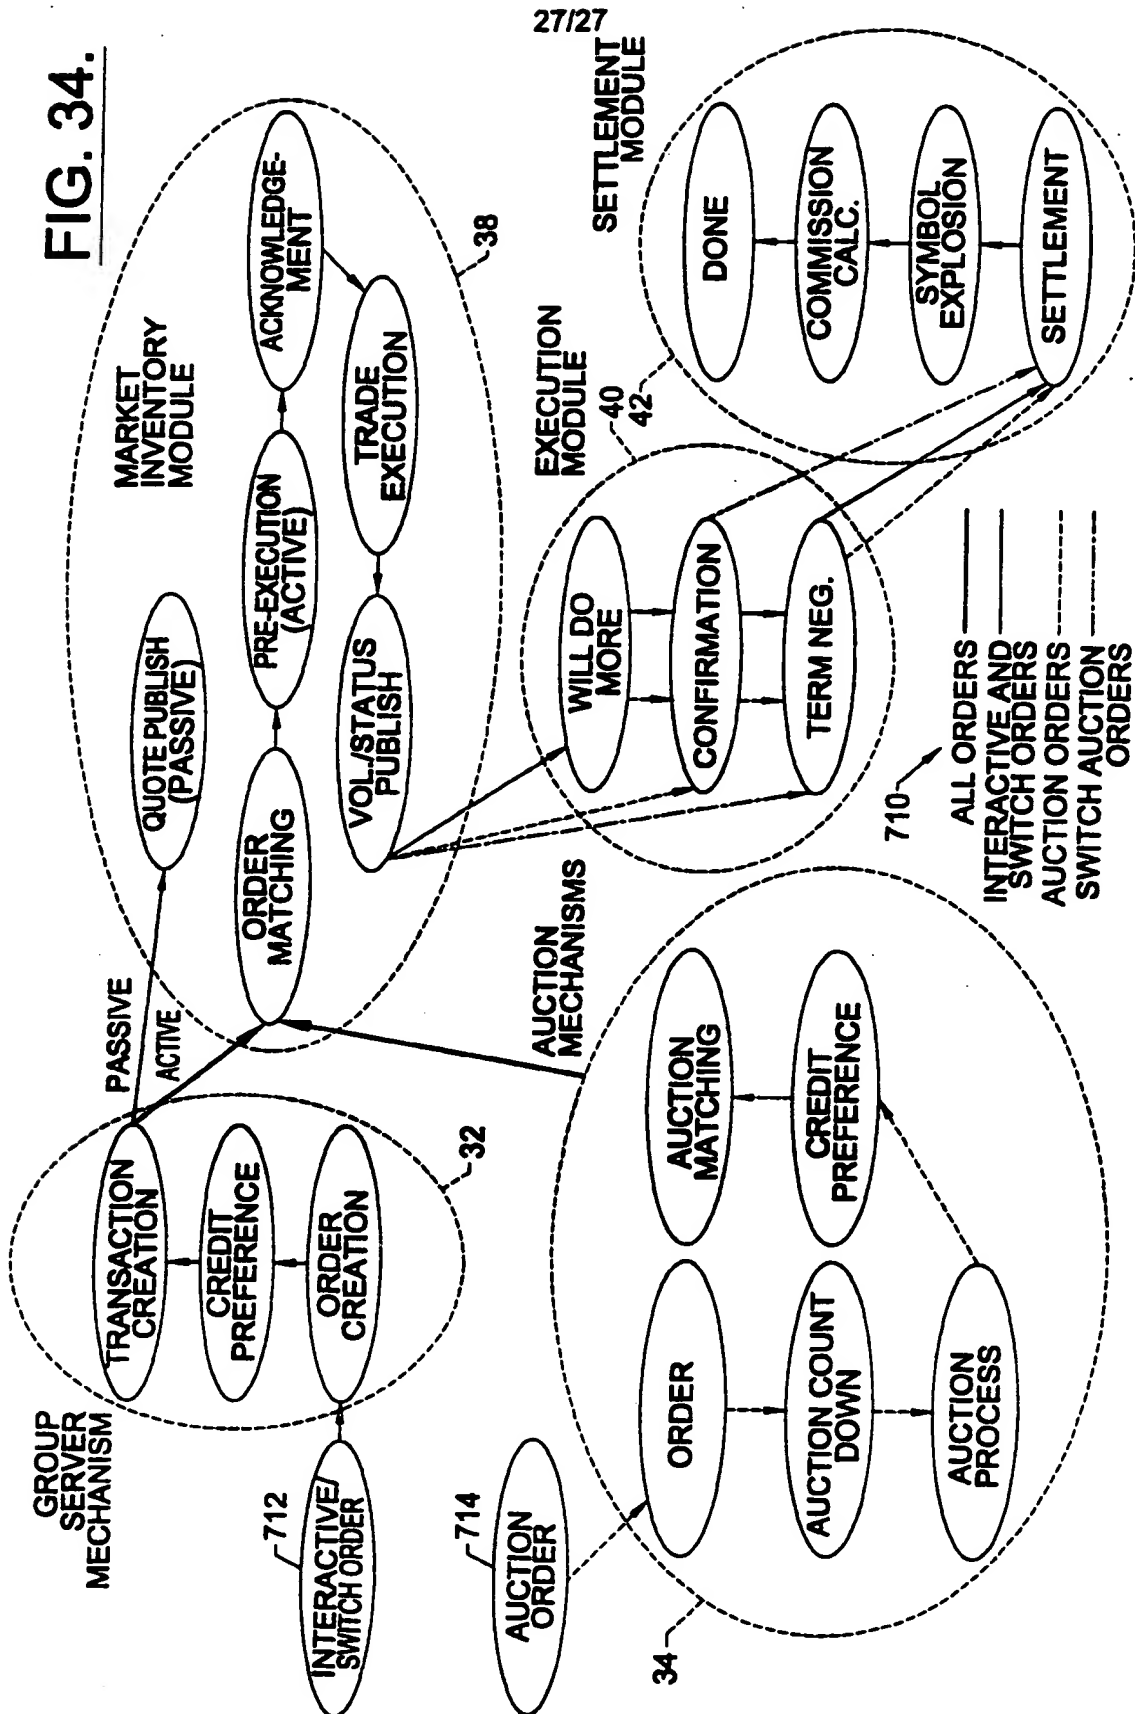 27/27
FIG. 34.
GROUP
SERVER
MECHANISM
TRANSACTION
CREATION
CREDIT
PREFERENCE
ORDER
CREATION
32
712
INTERACTIVE/
SWITCH ORDER
714
AUCTION
ORDER
PASSIVE
ACTIVE
MARKET
INVENTORY
MODULE
QUOTE PUBLISH
(PASSIVE)
ORDER
MATCHING
PRE-EXECUTION
(ACTIVE)
ACKNOWLEDGE-
MENT
TRADE
EXECUTION
VOL./STATUS
PUBLISH
38
AUCTION
MECHANISMS
ORDER
AUCTION COUNT
DOWN
AUCTION
PROCESS
CREDIT
PREFERENCE
AUCTION
MATCHING
34
EXECUTION
MODULE
40
42
WILL DO
MORE
CONFIRMATION
TERM NEG.
SETTLEMENT
MODULE
DONE
COMMISSION
CALC.
SYMBOL
EXPLOSION
SETTLEMENT
710
ALL ORDERS
INTERACTIVE AND
SWITCH ORDERS
AUCTION ORDERS
SWITCH AUCTION
ORDERS